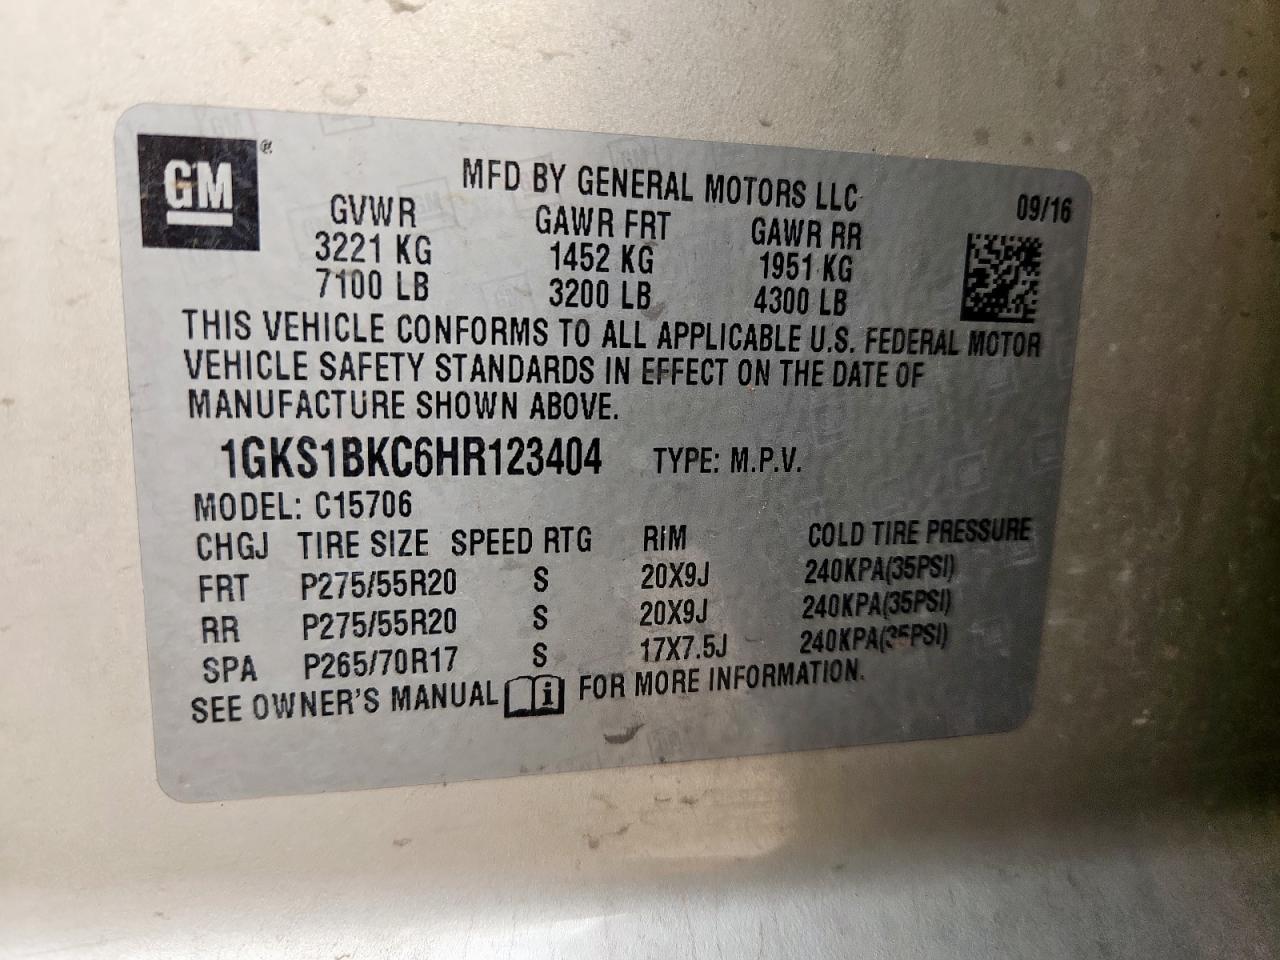 GM ®
MFD BY GENERAL MOTORS LLC
09/16
GVWR GAWR FRT GAWR RR
3221 KG 1452 KG 1951 KG
7100 LB 3200 LB 4300 LB
THIS VEHICLE CONFORMS TO ALL APPLICABLE U.S. FEDERAL MOTOR
VEHICLE SAFETY STANDARDS IN EFFECT ON THE DATE OF
MANUFACTURE SHOWN ABOVE.
1GKS1BKC6HR123404 TYPE: M.P.V.
MODEL: C15706
CHGJ TIRE SIZE SPEED RTG RIM COLD TIRE PRESSURE
FRT P275/55R20 S 20X9J 240KPA(35PSI)
RR P275/55R20 S 20X9J 240KPA(35PSI)
SPA P265/70R17 S 17X7.5J 240KPA(35PSI)
SEE OWNER'S MANUAL FOR MORE INFORMATION.